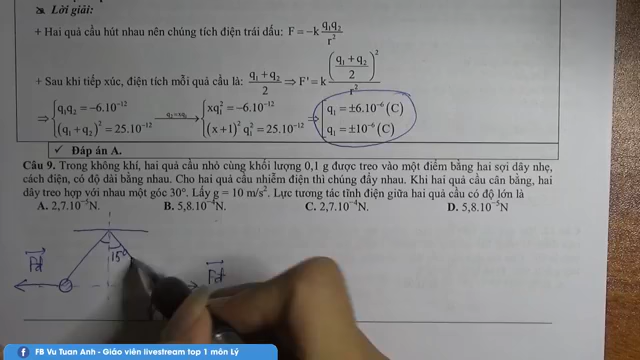 Lời giải:
+ Hai quả cầu hút nhau nên chúng tích điện trái dấu: F = -k q₁q₂ / r²
+ Sau khi tiếp xúc, điện tích mỗi quả cầu là: (q₁ + q₂)/2 ⇒ F' = k ((q₁ + q₂)/2)² / r²
⇒ { q₁q₂ = -6.10⁻¹² ; (q₁ + q₂)² = 25.10⁻¹² —q₂=xq₁→ { xq₁² = -6.10⁻¹² ; (x+1)² q₁² = 25.10⁻¹² ⇒ [ q₁ = ±6.10⁻⁶ (C) ; q₁ = ±10⁻⁶ (C)
✓ Đáp án A.
Câu 9. Trong không khí, hai quả cầu nhỏ cùng khối lượng 0,1 g được treo vào một điểm bằng hai sợi dây nhẹ,
cách điện, có độ dài bằng nhau. Cho hai quả cầu nhiễm điện thì chúng đẩy nhau. Khi hai quả cầu cân bằng, hai
dây treo hợp với nhau một góc 30°. Lấy g = 10 m/s². Lực tương tác tĩnh điện giữa hai quả cầu có độ lớn là
A. 2,7.10⁻⁵N. B. 5,8.10⁻⁴N. C. 2,7.10⁻⁴N. D. 5,8.10⁻⁵N
15°
Fđ Fđ
f FB Vu Tuan Anh - Giáo viên livestream top 1 môn Lý